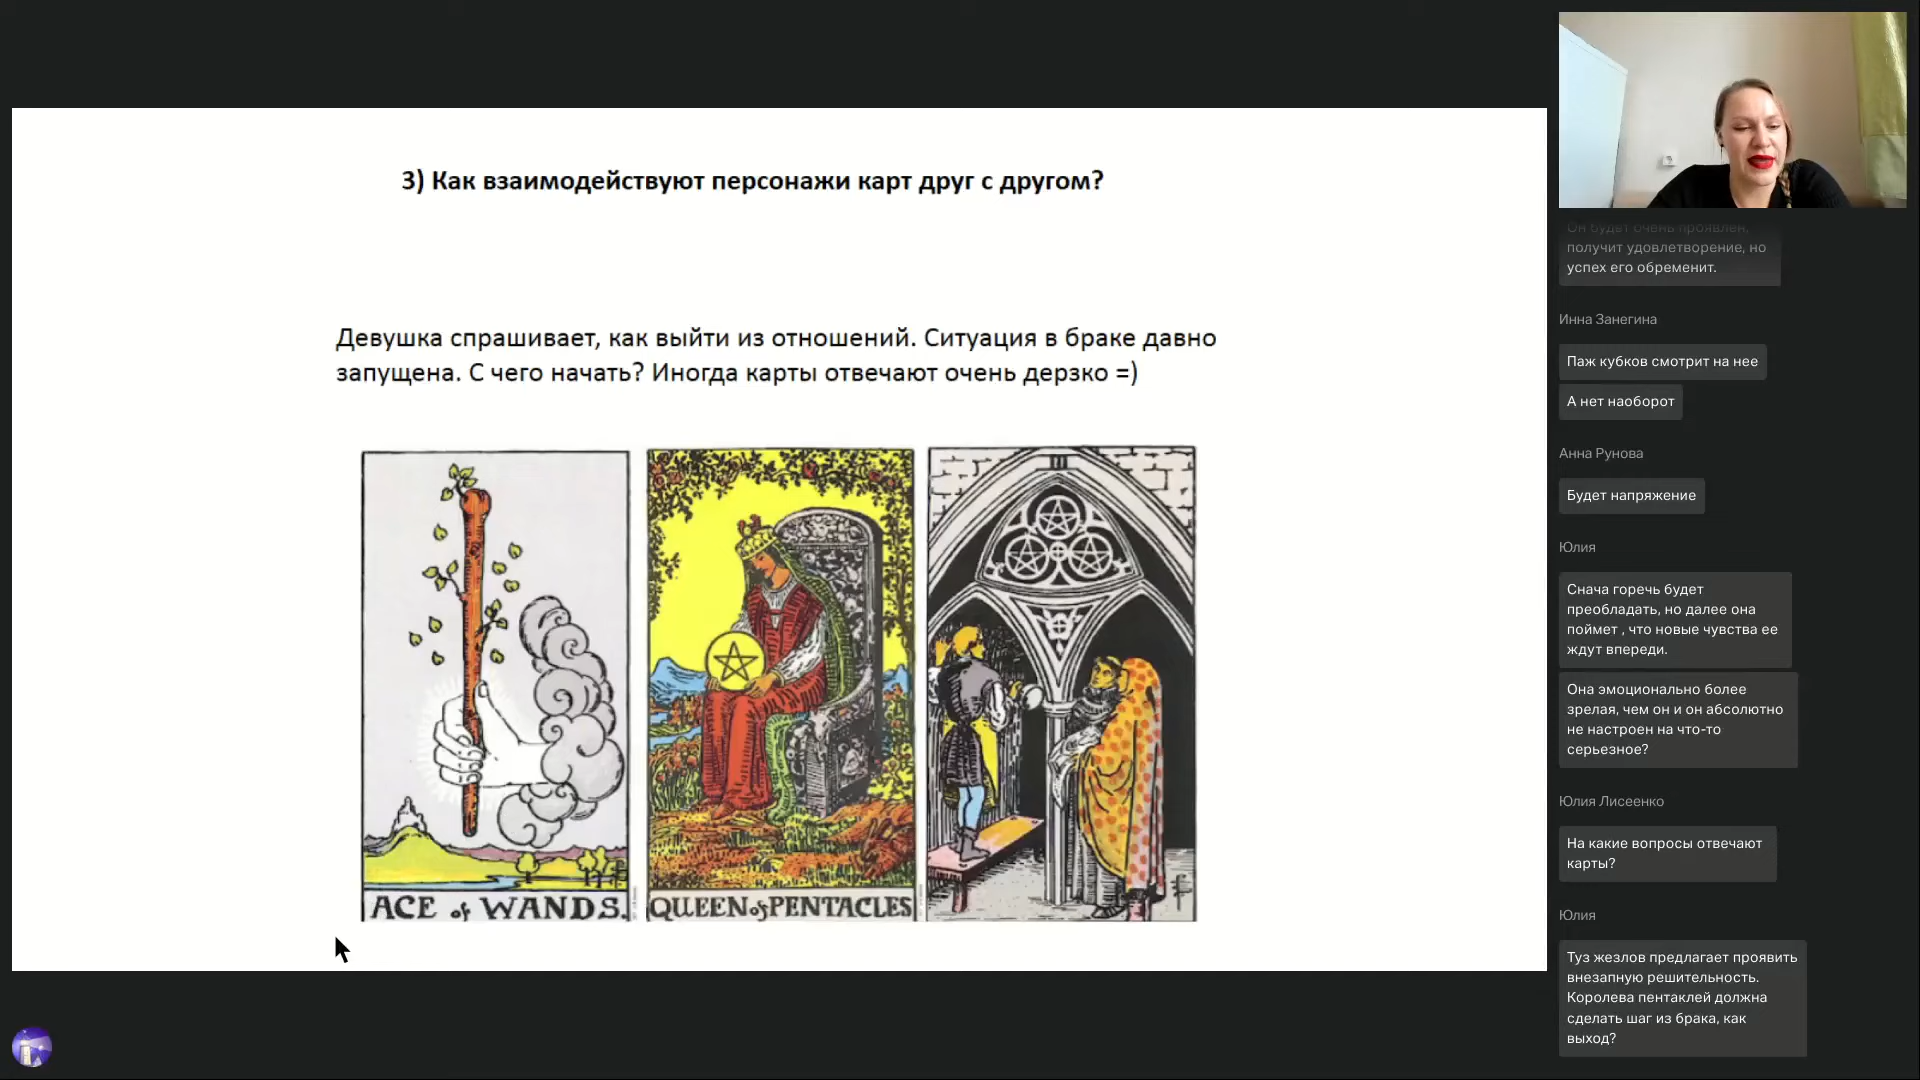 3) Как взаимодействуют персонажи карт друг с другом?
Девушка спрашивает, как выйти из отношений. Ситуация в браке давно
запущена. С чего начать? Иногда карты отвечают очень дерзко =)
ACE of WANDS.
QUEEN of PENTACLES
III
Он будет очень проявлен,
получит удовлетворение, но
успех его обременит.
Инна Занегина
Паж кубков смотрит на нее
А нет наоборот
Анна Рунова
Будет напряжение
Юлия
Снача горечь будет
преобладать, но далее она
поймет , что новые чувства ее
ждут впереди.
Она эмоционально более
зрелая, чем он и он абсолютно
не настроен на что-то
серьезное?
Юлия Лисеенко
На какие вопросы отвечают
карты?
Юлия
Туз жезлов предлагает проявить
внезапную решительность.
Королева пентаклей должна
сделать шаг из брака, как
выход?